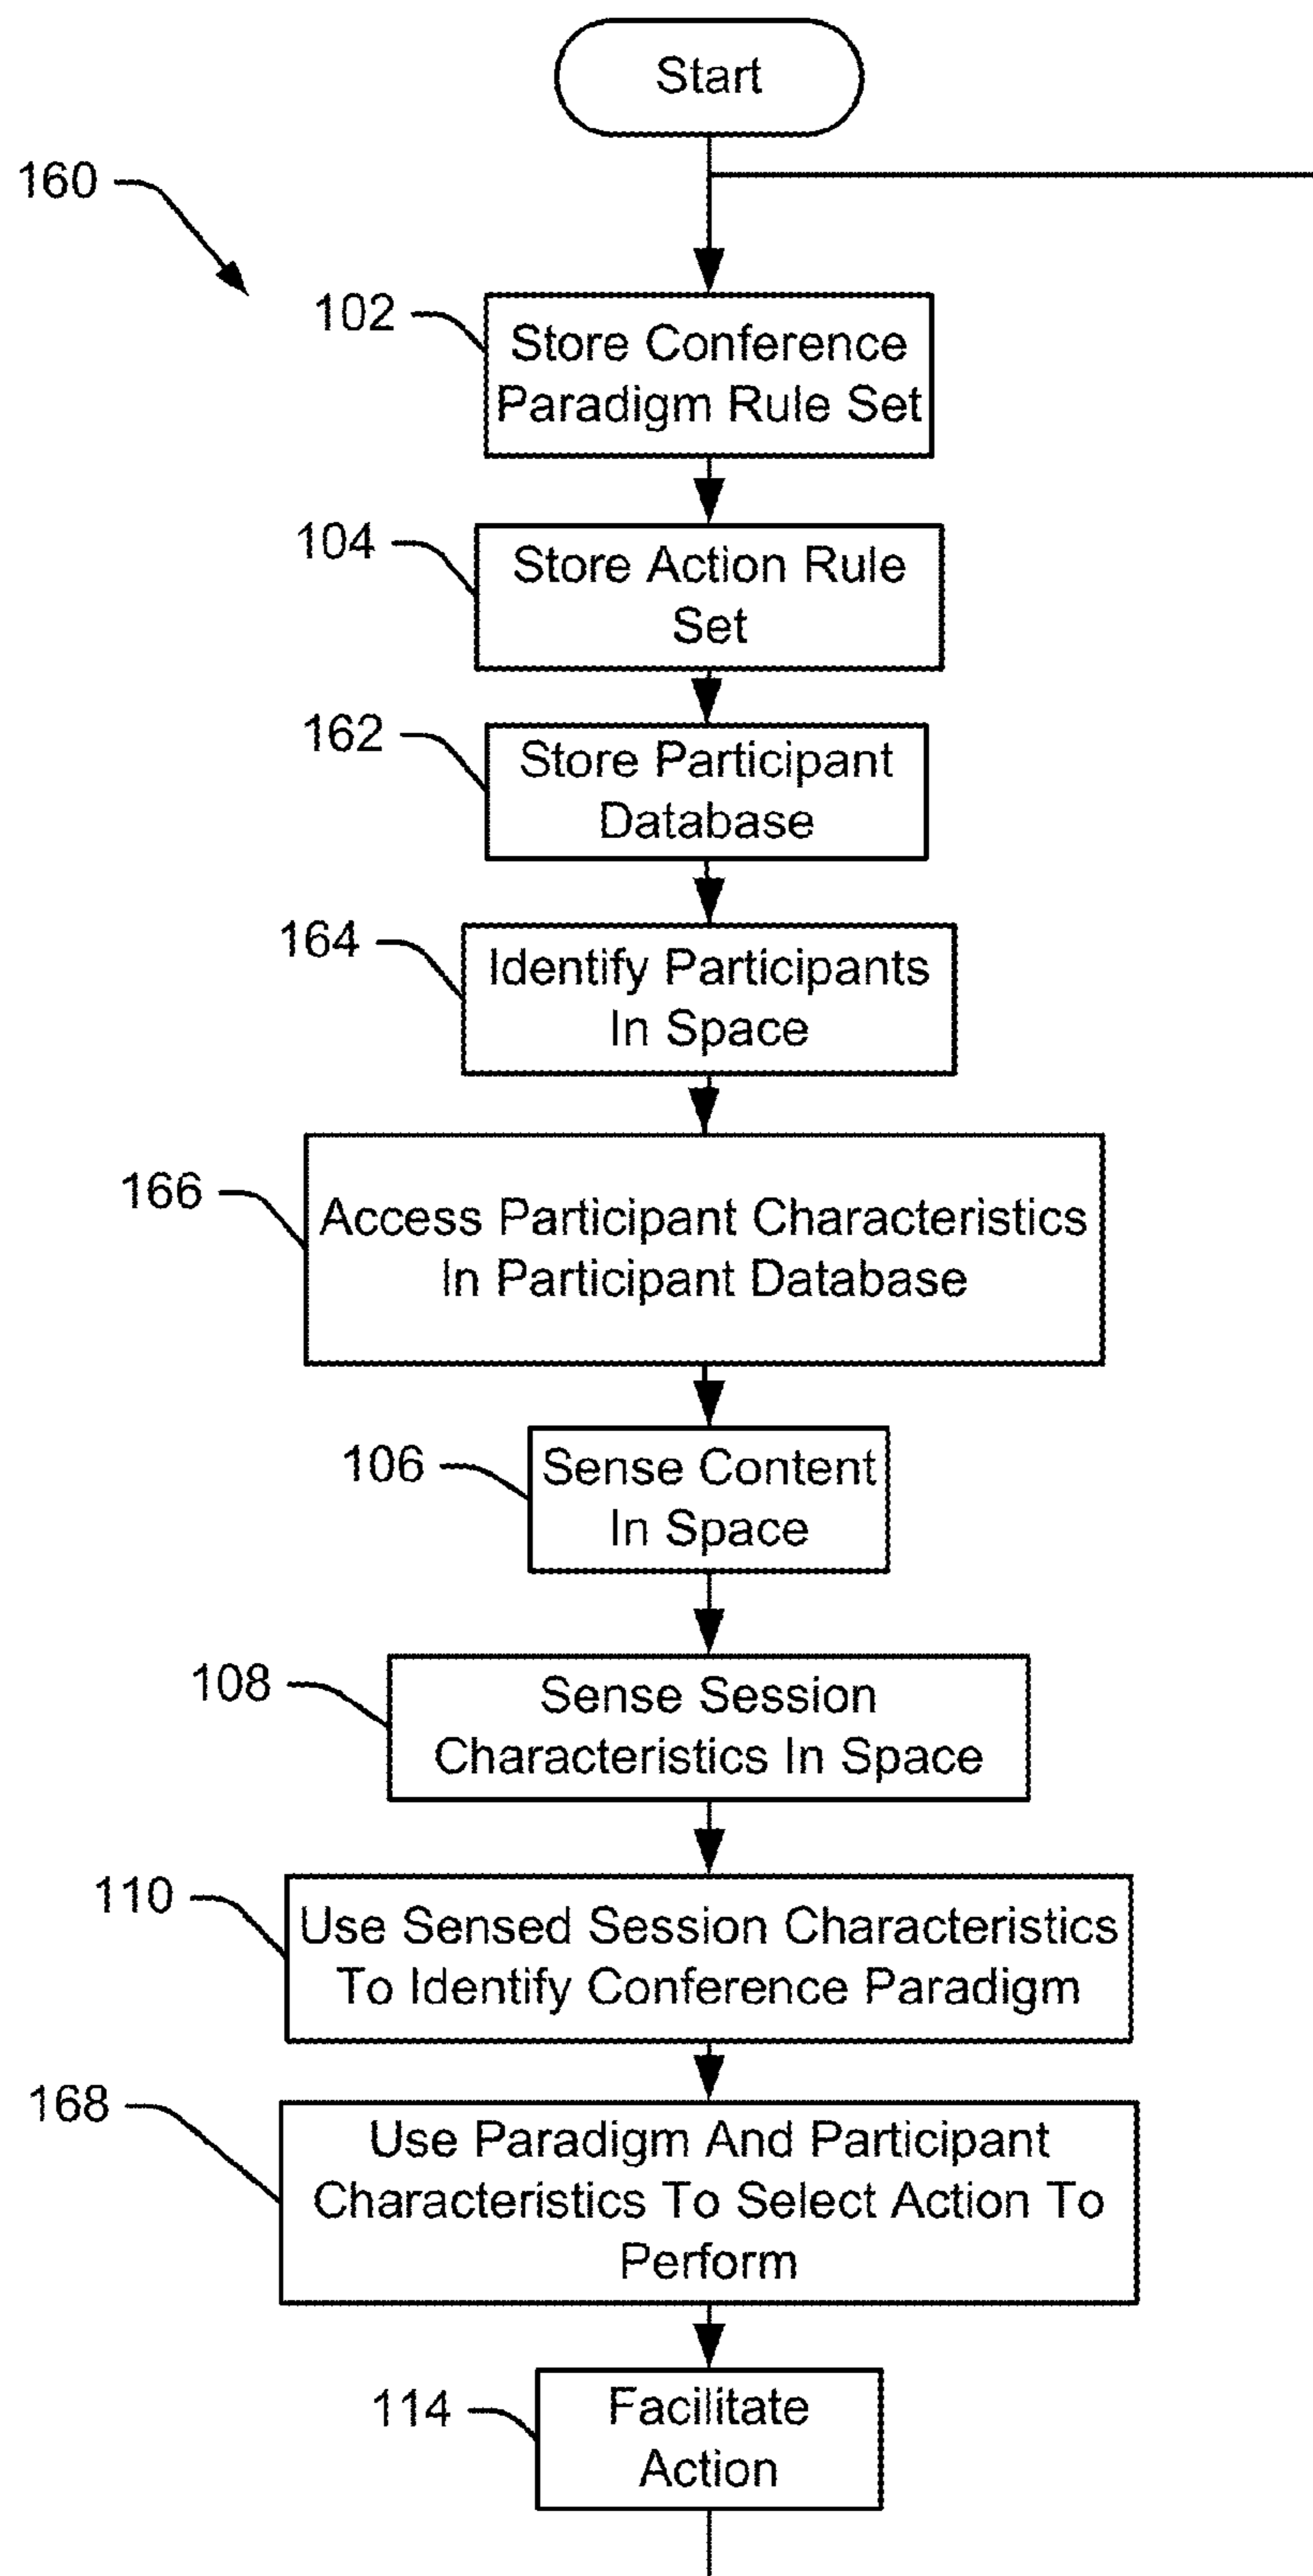 Start
160
102
Store Conference
Paradigm Rule Set
104
Store Action Rule
Set
162
Store Participant
Database
164
Identify Participants
In Space
166
Access Participant Characteristics
In Participant Database
106
Sense Content
In Space
108
Sense Session
Characteristics In Space
110
Use Sensed Session Characteristics
To Identify Conference Paradigm
168
Use Paradigm And Participant
Characteristics To Select Action To
Perform
114
Facilitate
Action